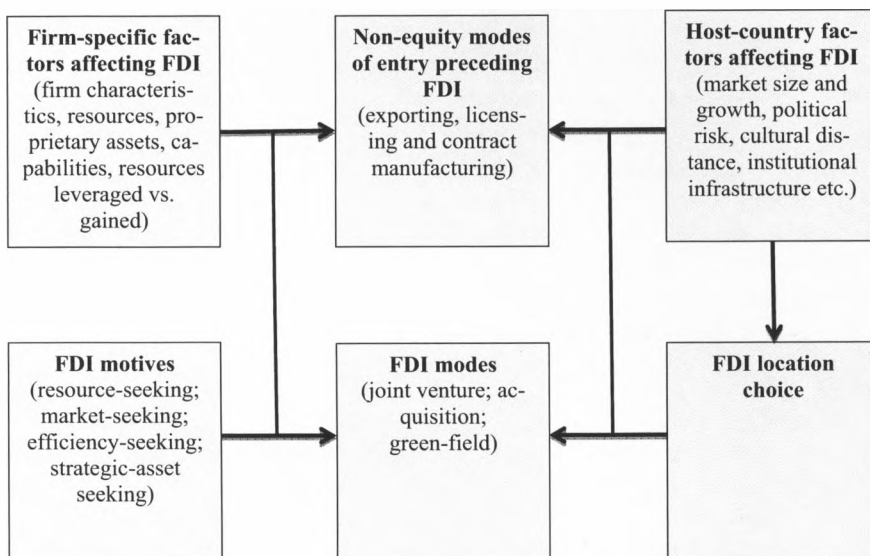 Firm-specific fac-
tors affecting FDI
(firm characteris-
tics, resources, pro-
prietary assets, ca-
pabilities, resources
leveraged vs.
gained)
Non-equity modes
of entry preceding
FDI
(exporting, licens-
ing and contract
manufacturing)
Host-country fac-
tors affecting FDI
(market size and
growth, political
risk, cultural dis-
tance, institutional
infrastructure etc.)
FDI motives
(resource-seeking;
market-seeking;
efficiency-seeking;
strategic-asset
seeking)
FDI modes
(joint venture; ac-
quisition;
green-field)
FDI location
choice